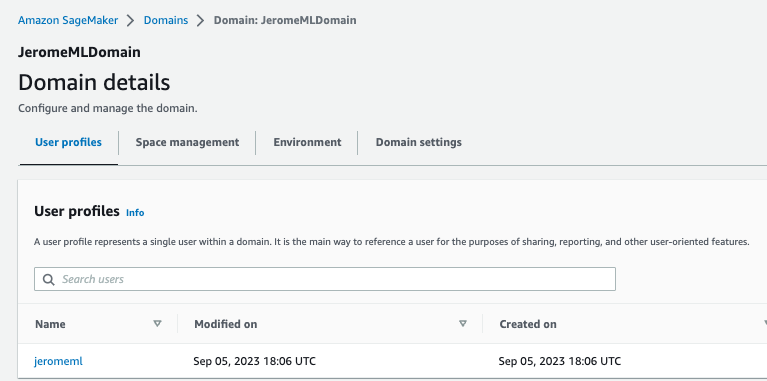 Amazon SageMaker > Domains > Domain: JeromeMLDomain
JeromeMLDomain
Domain details
Configure and manage the domain.
User profiles Space management Environment Domain settings
User profiles Info
A user profile represents a single user within a domain. It is the main way to reference a user for the purposes of sharing, reporting, and other user-oriented features.
Search users
Name Modified on Created on
jeromeml Sep 05, 2023 18:06 UTC Sep 05, 2023 18:06 UTC